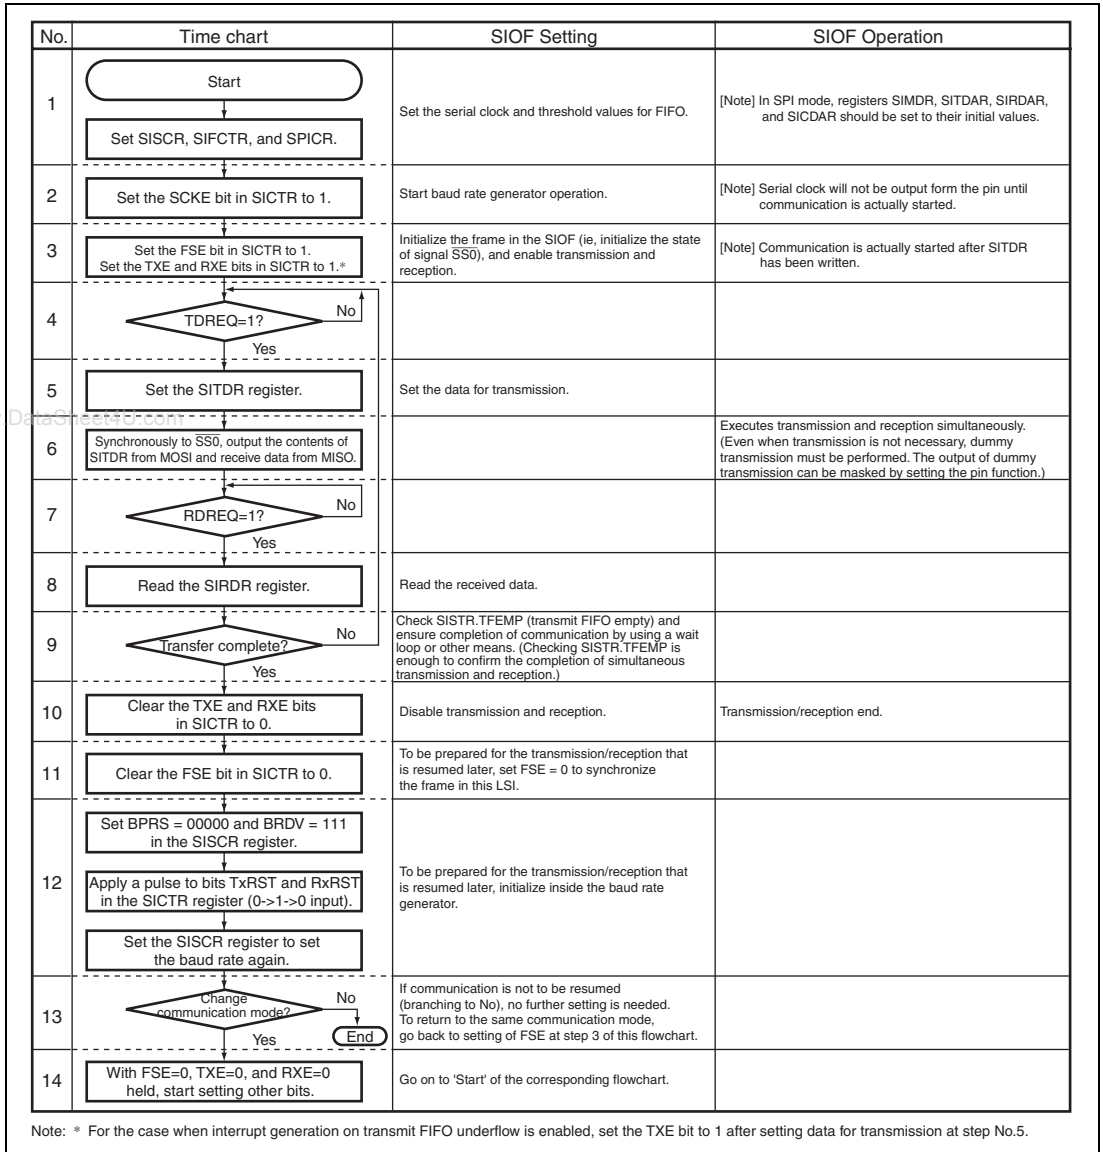 No. Time chart SIOF Setting SIOF Operation
1
Start
Set SISCR, SIFCTR, and SPICR.
Set the serial clock and threshold values for FIFO.
[Note] In SPI mode, registers SIMDR, SITDAR, SIRDAR,
and SICDAR should be set to their initial values.
2
Set the SCKE bit in SICTR to 1.
Start baud rate generator operation.
[Note] Serial clock will not be output form the pin until
communication is actually started.
3
Set the FSE bit in SICTR to 1.
Set the TXE and RXE bits in SICTR to 1.*
Initialize the frame in the SIOF (ie, initialize the state
of signal SS0), and enable transmission and
reception.
[Note] Communication is actually started after SITDR
has been written.
4
TDREQ=1?
No
Yes
5
Set the SITDR register.
Set the data for transmission.
DataSheet4U.com
6
Synchronously to SS0, output the contents of
SITDR from MOSI and receive data from MISO.
Executes transmission and reception simultaneously.
(Even when transmission is not necessary, dummy
transmission must be performed. The output of dummy
transmission can be masked by setting the pin function.)
7
RDREQ=1?
No
Yes
8
Read the SIRDR register.
Read the received data.
9
Transfer complete?
No
Yes
Check SISTR.TFEMP (transmit FIFO empty) and
ensure completion of communication by using a wait
loop or other means. (Checking SISTR.TFEMP is
enough to confirm the completion of simultaneous
transmission and reception.)
10
Clear the TXE and RXE bits
in SICTR to 0.
Disable transmission and reception.
Transmission/reception end.
11
Clear the FSE bit in SICTR to 0.
To be prepared for the transmission/reception that
is resumed later, set FSE = 0 to synchronize
the frame in this LSI.
12
Set BPRS = 00000 and BRDV = 111
in the SISCR register.
Apply a pulse to bits TxRST and RxRST
in the SICTR register (0->1->0 input).
Set the SISCR register to set
the baud rate again.
To be prepared for the transmission/reception that
is resumed later, initialize inside the baud rate
generator.
13
Change
communication mode?
No
End
Yes
If communication is not to be resumed
(branching to No), no further setting is needed.
To return to the same communication mode,
go back to setting of FSE at step 3 of this flowchart.
14
With FSE=0, TXE=0, and RXE=0
held, start setting other bits.
Go on to 'Start' of the corresponding flowchart.
Note: * For the case when interrupt generation on transmit FIFO underflow is enabled, set the TXE bit to 1 after setting data for transmission at step No.5.